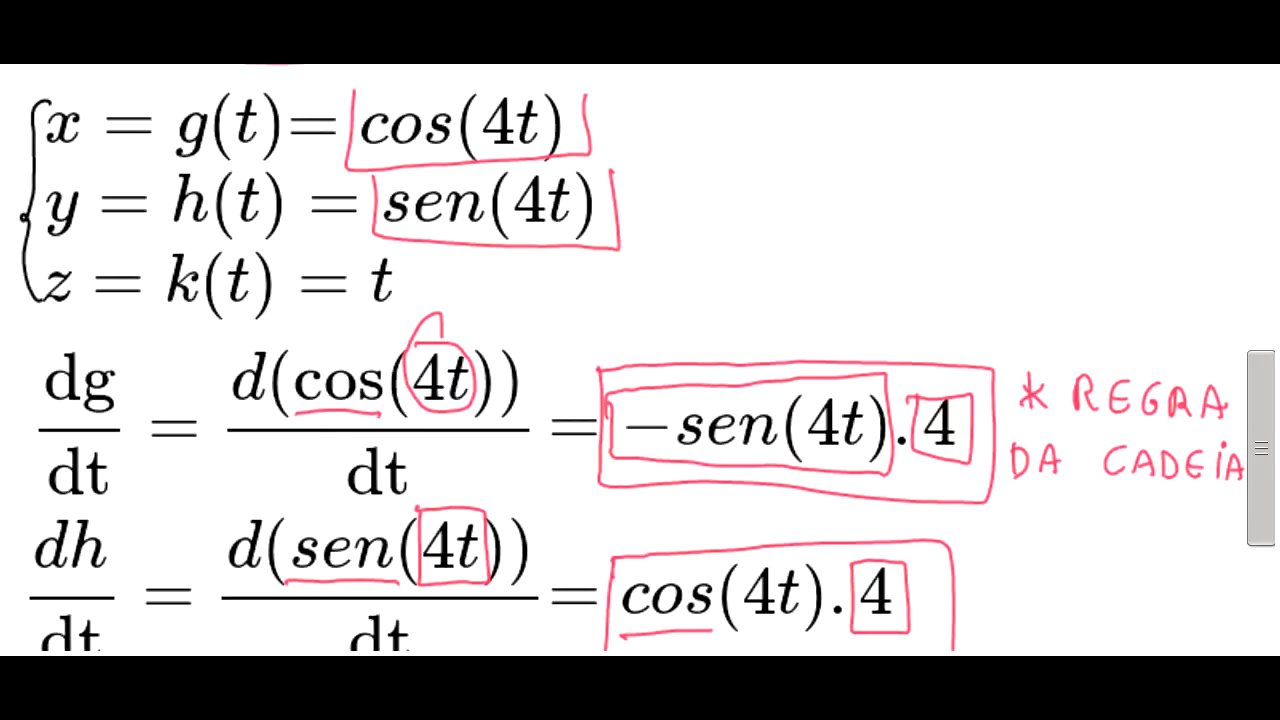 x = g(t)= cos(4t)
y = h(t) = sen(4t)
z = k(t) = t
dg/dt = d(cos(4t))/dt = −sen(4t).4
* REGRA
DA CADEiA
dh/dt = d(sen(4t))/dt = cos(4t).4